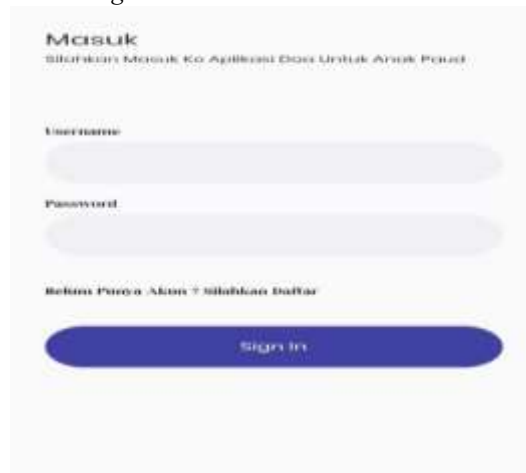 Masuk
Silahkan Masuk Ke Aplikasi Doa Untuk Anak Paud
Username
Password
Belum Punya Akun ? Silahkan Daftar
Sign In